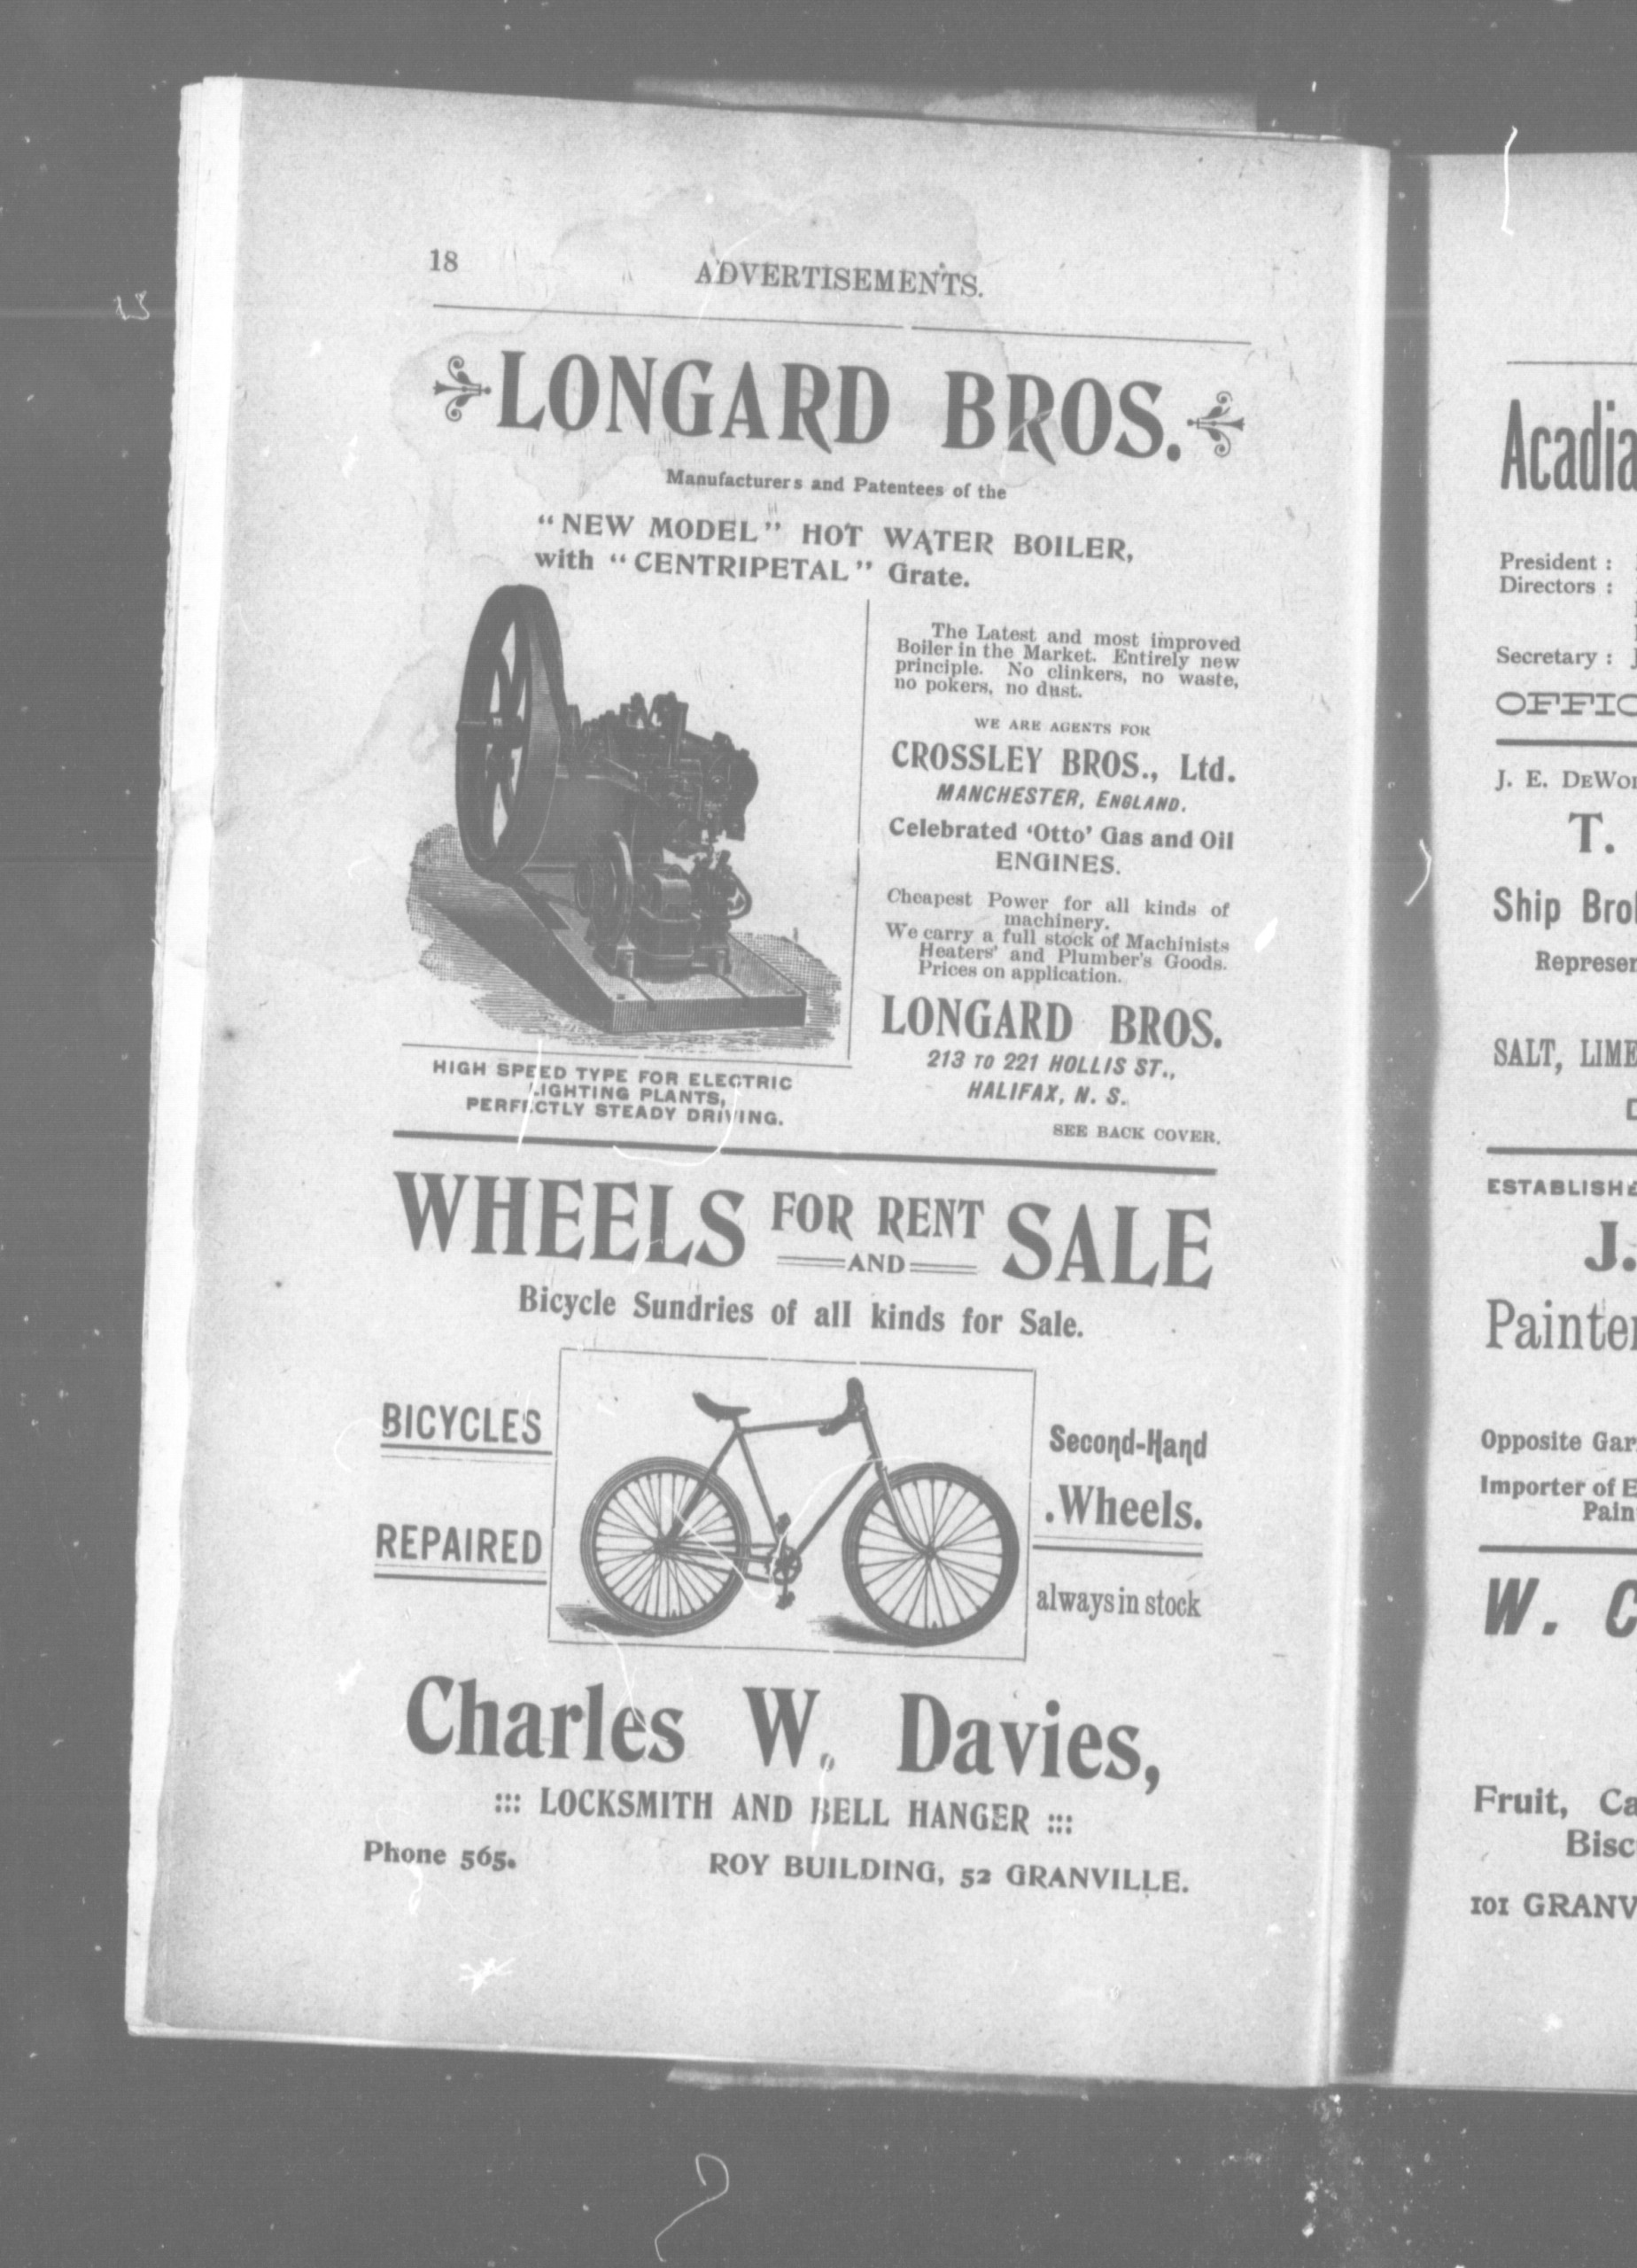 18
ADVERTISEMENTS.
LONGARD BROS.
Manufacturers and Patentees of the
“NEW MODEL” HOT WATER BOILER,
with “CENTRIPETAL” Grate.
The Latest and most improved
Boiler in the Market. Entirely new
principle. No clinkers, no waste,
no pokers, no dust.
WE ARE AGENTS FOR
CROSSLEY BROS., Ltd.
MANCHESTER, ENGLAND.
Celebrated ‘Otto’ Gas and Oil
ENGINES.
Cheapest Power for all kinds of
machinery.
We carry a full stock of Machinists
Heaters' and Plumber's Goods.
Prices on application.
LONGARD BROS.
213 TO 221 HOLLIS ST.,
HALIFAX, N. S.
SEE BACK COVER.
HIGH SPEED TYPE FOR ELECTRIC
LIGHTING PLANTS,
PERFECTLY STEADY DRIVING.
WHEELS FOR RENT AND SALE
Bicycle Sundries of all kinds for Sale.
BICYCLES
REPAIRED
Second-Hand
.Wheels.
always in stock
Charles W. Davies,
::: LOCKSMITH AND BELL HANGER :::
Phone 565.
ROY BUILDING, 52 GRANVILLE.
Acadia
President :
Directors :
Secretary :
OFFIC
J. E. DEWO
T.
Ship Bro
Represen
SALT, LIME
ESTABLISHE
J.
Painter
Opposite Gar
Importer of E
Pain
W. C
Fruit, Ca
Bisc
101 GRANV